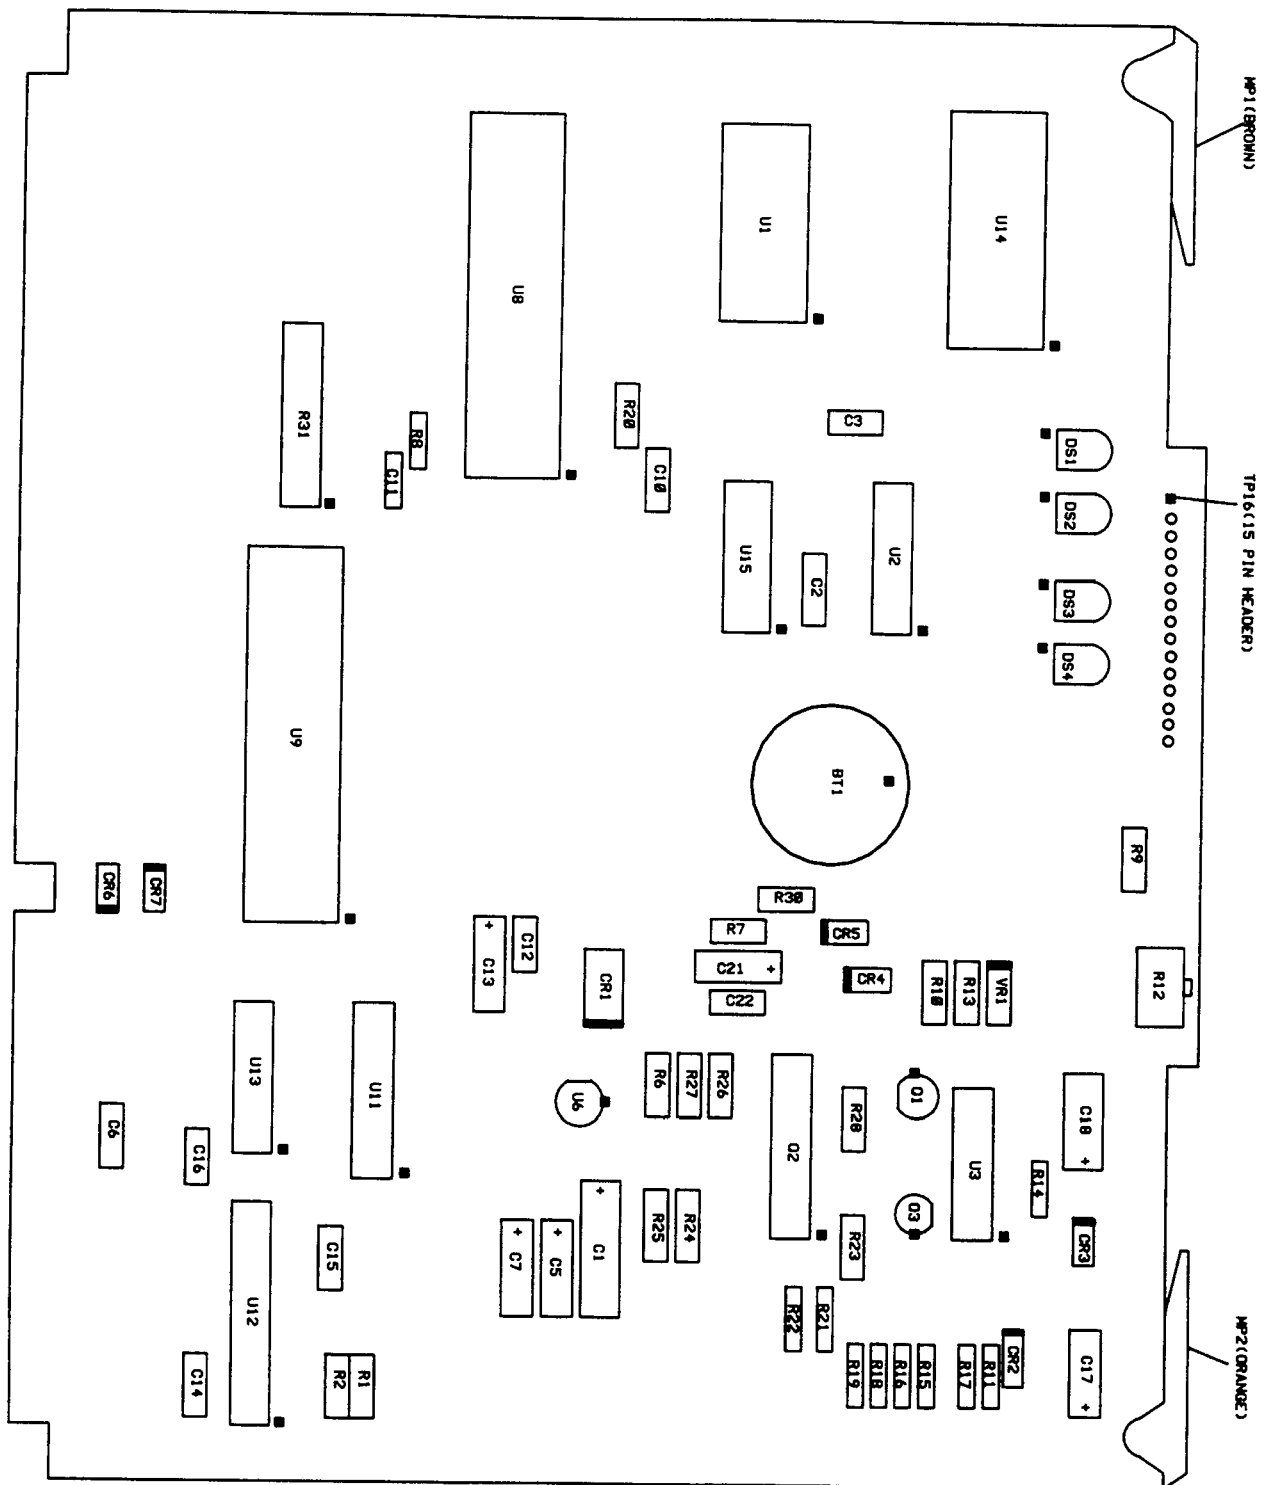 MP1(BROWN)
U14
U1
U8
R31
R8
C11
R20
C10
C3
DS1
DS2
DS3
DS4
TP16(15 PIN HEADER)
U15
C2
U2
U9
BT1
R9
CR6
CR7
R30
R7
CR5
+
C13
C12
CR1
C21 +
C22
CR4
R10
R13
VR1
R12
U13
U11
U6
R6
R27
R26
Q2
R28
Q1
U3
C18
+
C6
C16
R14
Q3
R25
R24
R23
CR3
+
C1
+
C5
+
C7
C15
U12
C14
R2
R1
R22
R21
R19
R18
R16
R15
R17
R11
CR2
C17
+
MP2(ORANGE)